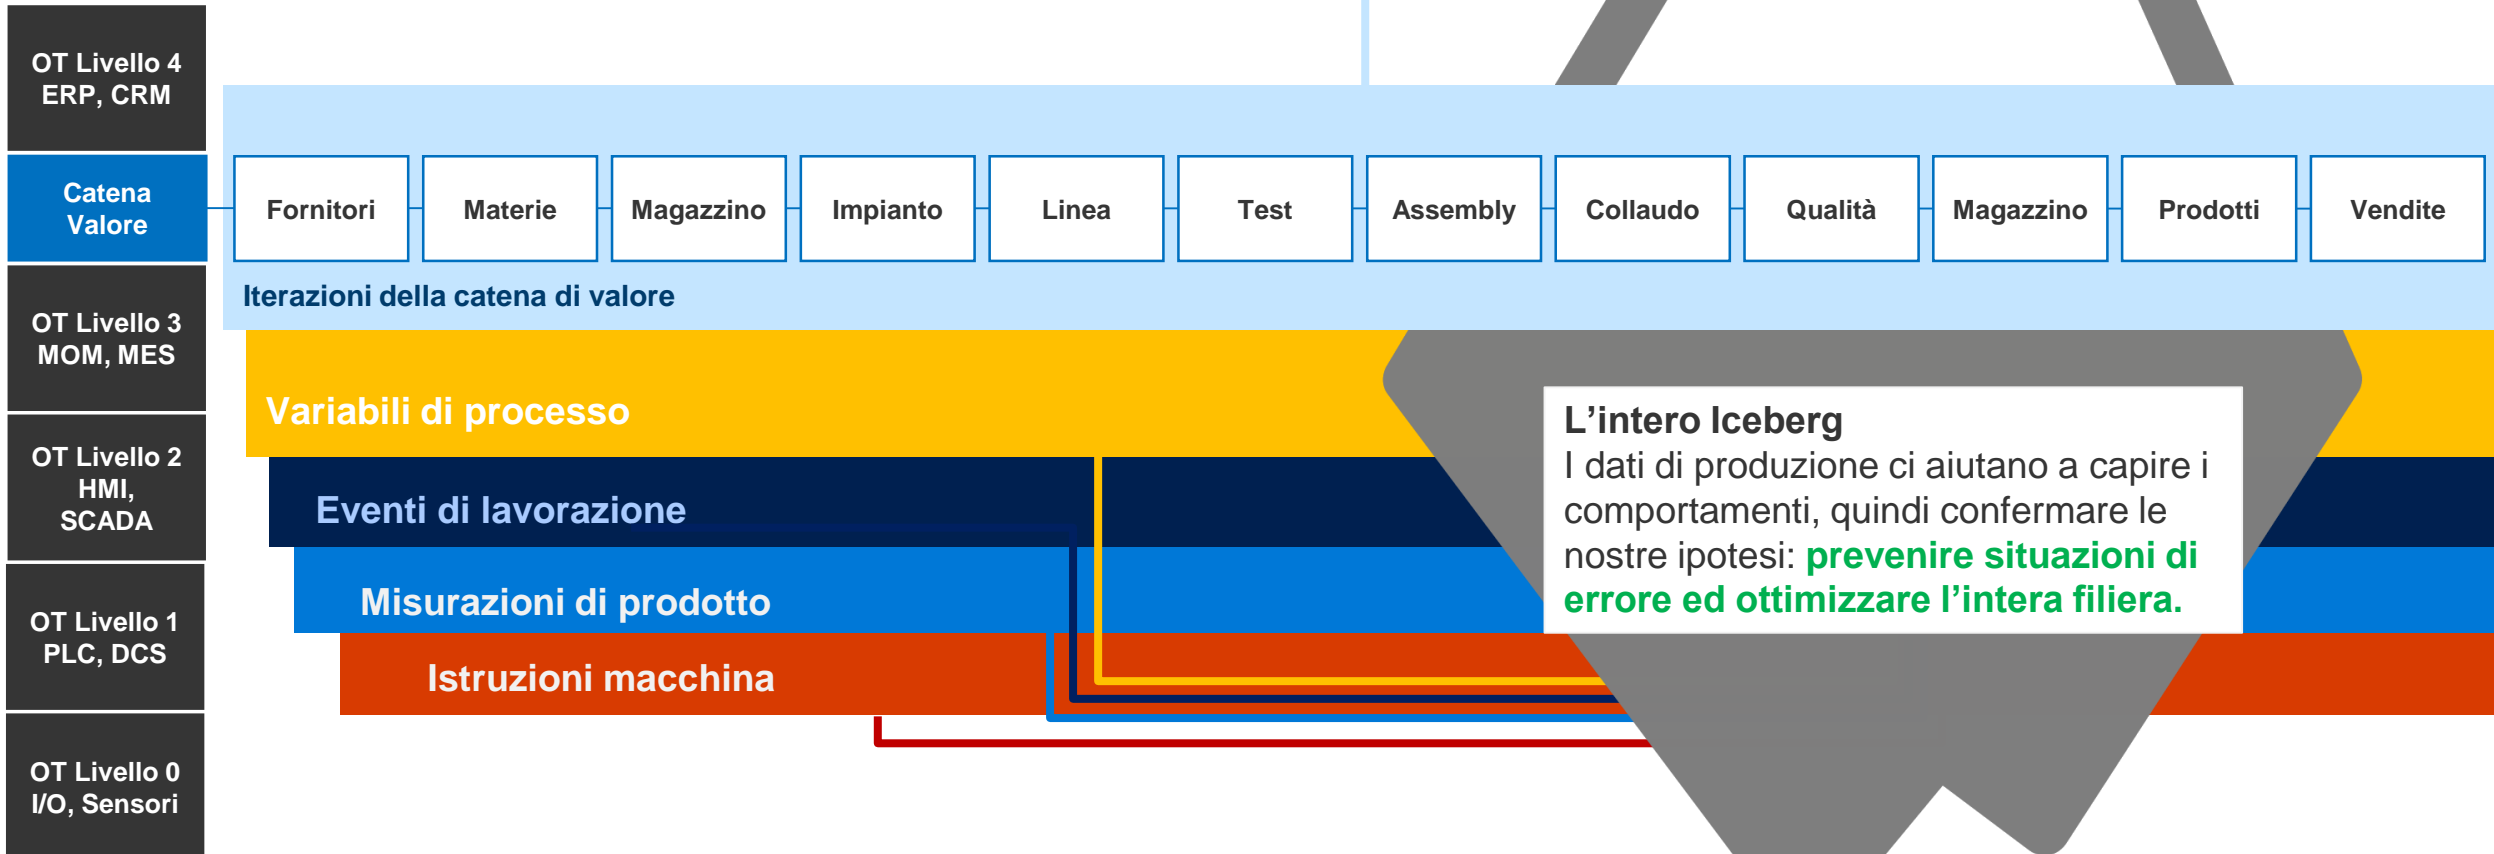 OT Livello 4
ERP, CRM
Catena
Valore
Fornitori
Materie
Magazzino
Impianto
Linea
Test
Assembly
Collaudo
Qualità
Magazzino
Prodotti
Vendite
Iterazioni della catena di valore
OT Livello 3
MOM, MES
Variabili di processo
OT Livello 2
HMI,
SCADA
Eventi di lavorazione
Misurazioni di prodotto
OT Livello 1
PLC, DCS
Istruzioni macchina
OT Livello 0
I/O, Sensori
L’intero Iceberg
I dati di produzione ci aiutano a capire i
comportamenti, quindi confermare le
nostre ipotesi: prevenire situazioni di
errore ed ottimizzare l’intera filiera.